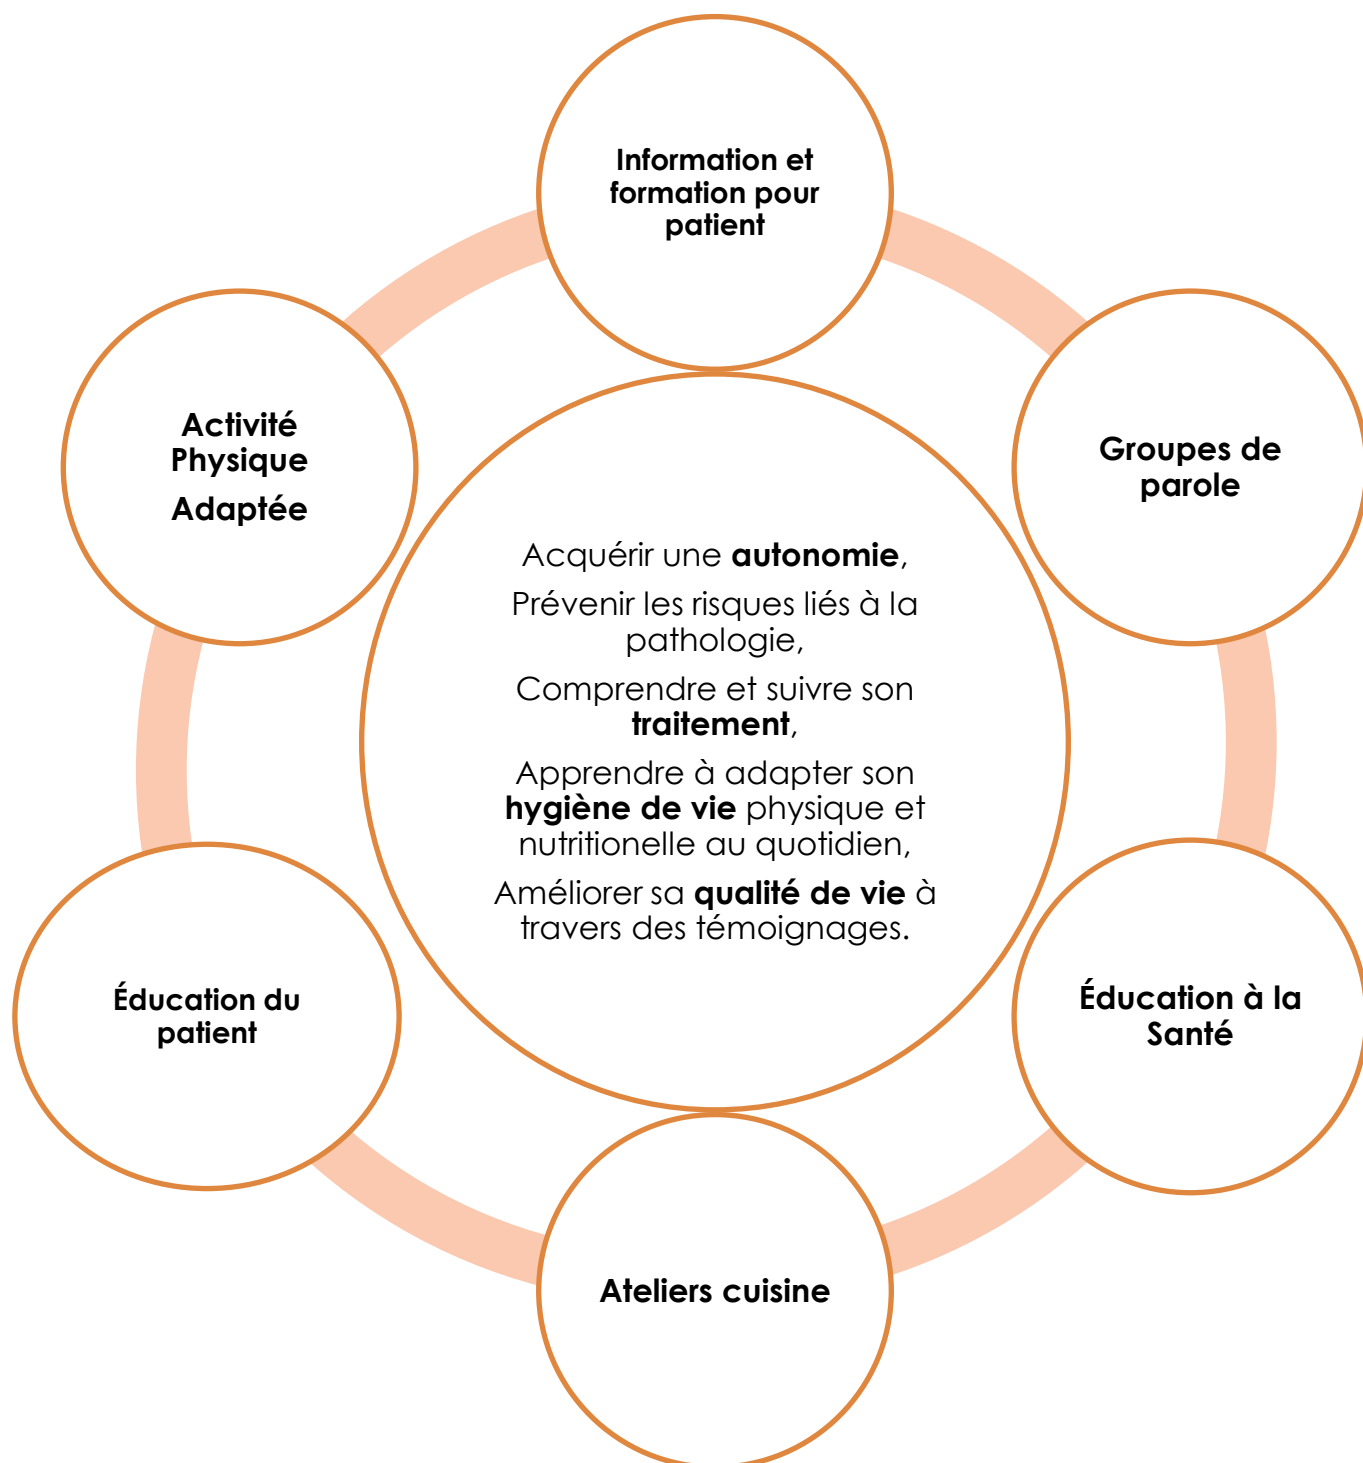 Information et
formation pour
patient
Groupes de
parole
Éducation à la
Santé
Ateliers cuisine
Éducation du
patient
Activité
Physique
Adaptée
Acquérir une autonomie,
Prévenir les risques liés à la
pathologie,
Comprendre et suivre son
traitement,
Apprendre à adapter son
hygiène de vie physique et
nutritionelle au quotidien,
Améliorer sa qualité de vie à
travers des témoignages.